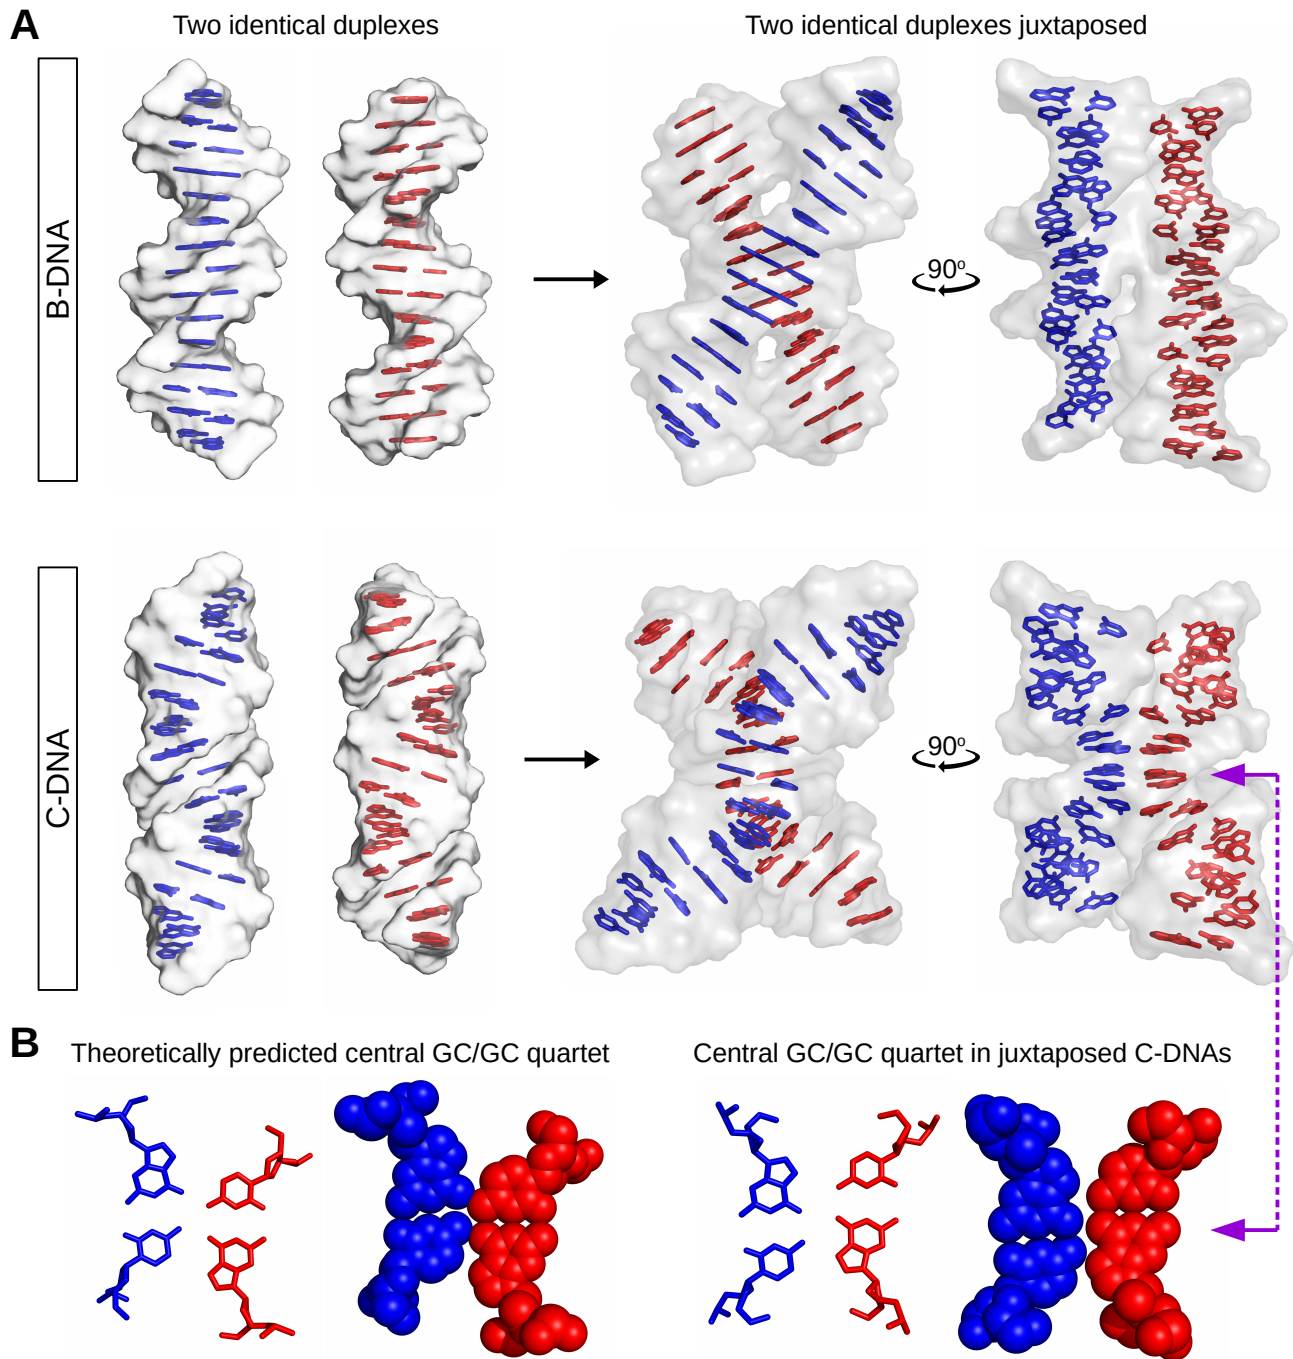 A
Two identical duplexes
Two identical duplexes juxtaposed
B-DNA
90º
C-DNA
90º
B
Theoretically predicted central GC/GC quartet
Central GC/GC quartet in juxtaposed C-DNAs